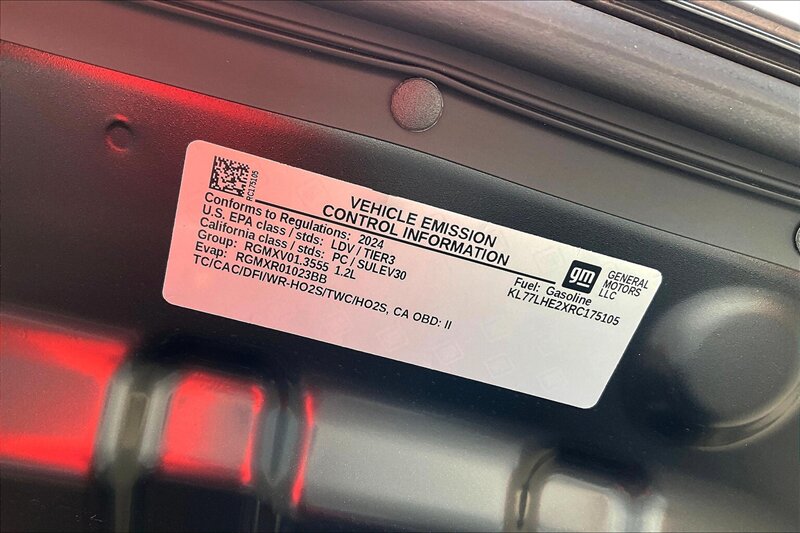 RC175105
VEHICLE EMISSION
CONTROL INFORMATION
Conforms to Regulations; 2024
U.S. EPA class / stds: LDV / TIER3
California class / stds: PC / SULEV30
Group: RGMXV01.3555 1.2L
Evap: RGMXR01023BB
TC/CAC/DFI/WR-HO2S/TWC/HO2S, CA OBD: II
gm
GENERAL
MOTORS
LLC
Fuel: Gasoline
KL77LHE2XRC175105